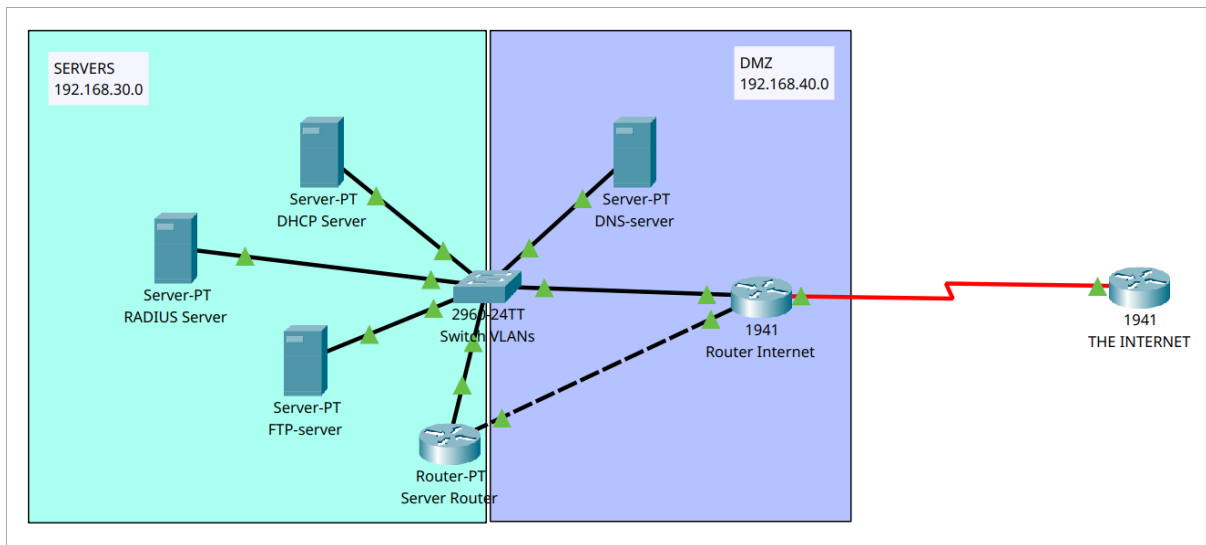 SERVERS
192.168.30.0
DMZ
192.168.40.0
Server-PT
DHCP Server
Server-PT
DNS-server
Server-PT
RADIUS Server
2960-24TT
Switch VLANs
1941
Router Internet
1941
THE INTERNET
Server-PT
FTP-server
Router-PT
Server Router